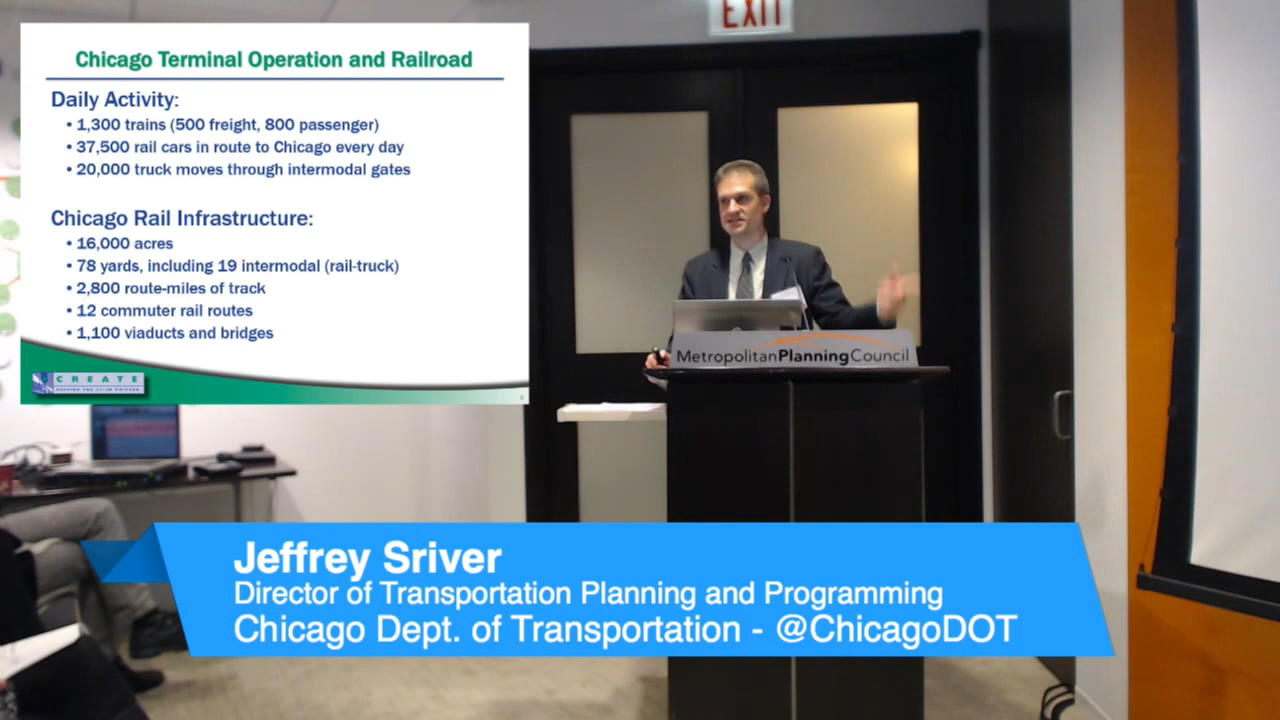 EXIT
Chicago Terminal Operation and Railroad
Daily Activity:
• 1,300 trains (500 freight, 800 passenger)
• 37,500 rail cars in route to Chicago every day
• 20,000 truck moves through intermodal gates
Chicago Rail Infrastructure:
• 16,000 acres
• 78 yards, including 19 intermodal (rail-truck)
• 2,800 route-miles of track
• 12 commuter rail routes
• 1,100 viaducts and bridges
CREATE
MetropolitanPlanningCouncil
Jeffrey Sriver
Director of Transportation Planning and Programming
Chicago Dept. of Transportation - @ChicagoDOT